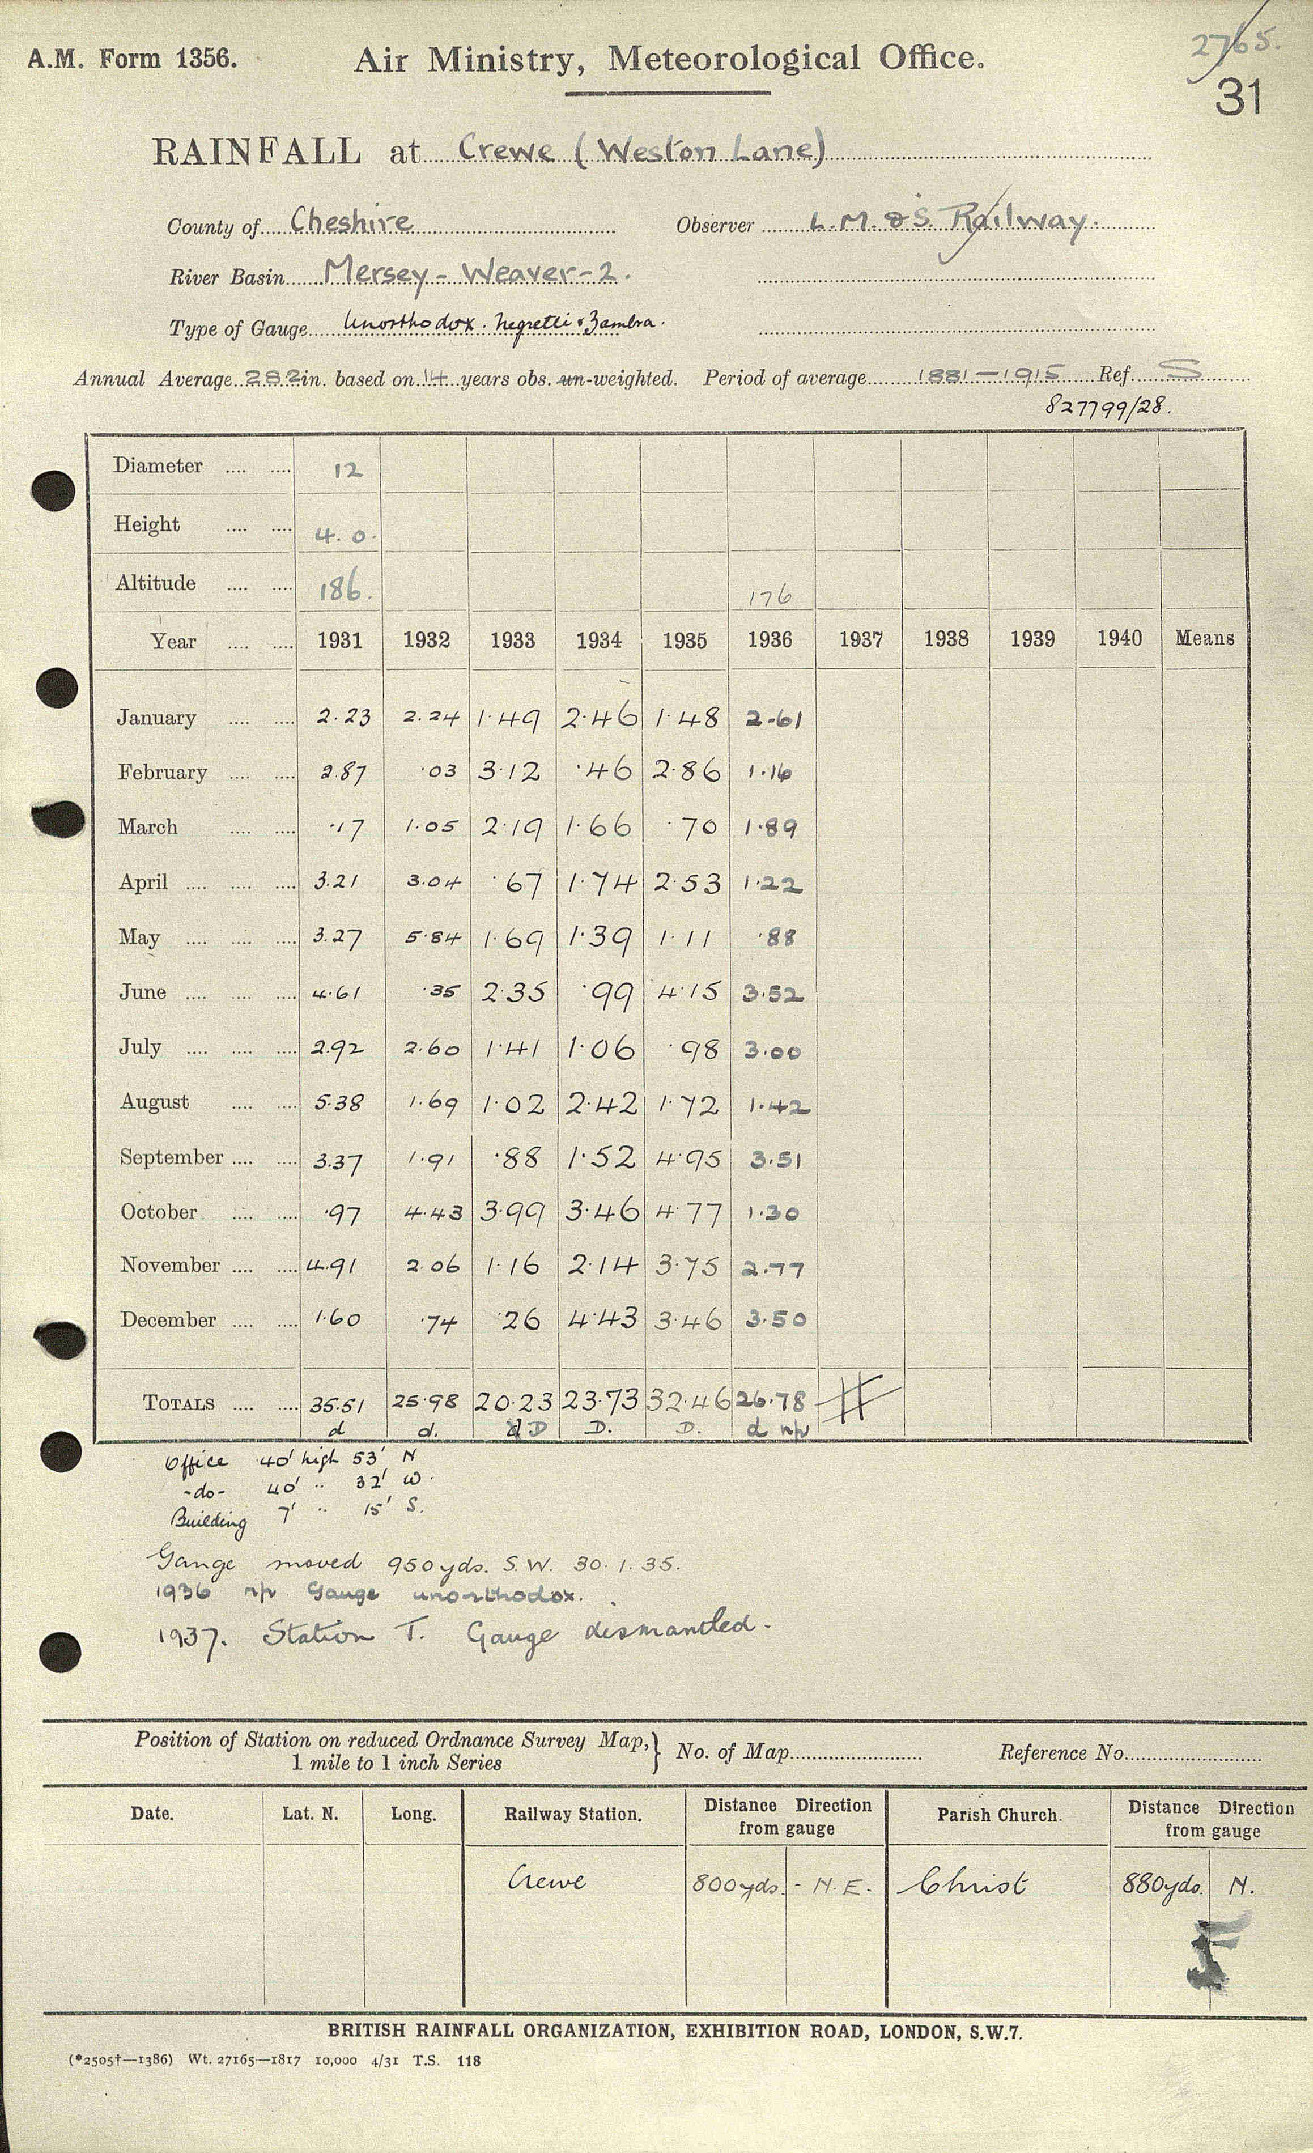 2765.
A.M. Form 1356. Air Ministry, Meteorological Office.
31
RAINFALL at Crewe (Weston Lane)
County of Cheshire Observer L.M. & S. Railway.
River Basin Mersey - Weaver - 2.
Type of Gauge Unorthodox. Negretti & Zambra.
Annual Average 28.2 in. based on 14 years obs. un-weighted. Period of average 1881-1915 Ref. S
827799/28.
Diameter .... .... 12
Height .... .... 4.0.
Altitude .... .... 186. 176
Year .... .... 1931 1932 1933 1934 1935 1936 1937 1938 1939 1940 Means
January .... .... 2.23 2.24 1.49 2.46 1.48 2.61
February .... .... 2.87 .03 3.12 .46 2.86 1.16
March .... .... .17 1.05 2.19 1.66 .70 1.89
April .... .... .... 3.21 3.04 .67 1.74 2.53 1.22
May .... .... .... 3.27 5.84 1.69 1.39 1.11 .88
June .... .... .... 4.61 .35 2.35 .99 4.15 3.52
July .... .... .... 2.92 2.60 1.41 1.06 .98 3.00
August .... .... 5.38 1.69 1.02 2.42 1.72 1.42
September .... .... 3.37 1.91 .88 1.52 4.95 3.51
October .... .... .97 4.43 3.99 3.46 4.77 1.30
November .... .... 4.91 2.06 1.16 2.14 3.75 2.77
December .... .... 1.60 .74 .26 4.43 3.46 3.50
TOTALS .... .... 35.51 25.98 20.23 23.73 32.46 26.78
d d. d D D. D. d np
Office 40' high 53' N
-do- 40' " 32' W.
Building 7' " 15' S.
Gauge moved 950yds. S.W. 30.1.35.
1936 np Gauge unorthodox.
1937. Station T. Gauge dismantled.
Position of Station on reduced Ordnance Survey Map, 1 mile to 1 inch Series } No. of Map Reference No.
Date. Lat. N. Long. Railway Station. Distance Direction from gauge Parish Church. Distance Direction from gauge
Crewe 800yds. - N.E. Christ 880yds. N.
BRITISH RAINFALL ORGANIZATION, EXHIBITION ROAD, LONDON, S.W.7.
(*2505†—1386) Wt. 27165—1817 10,000 4/31 T.S. 118